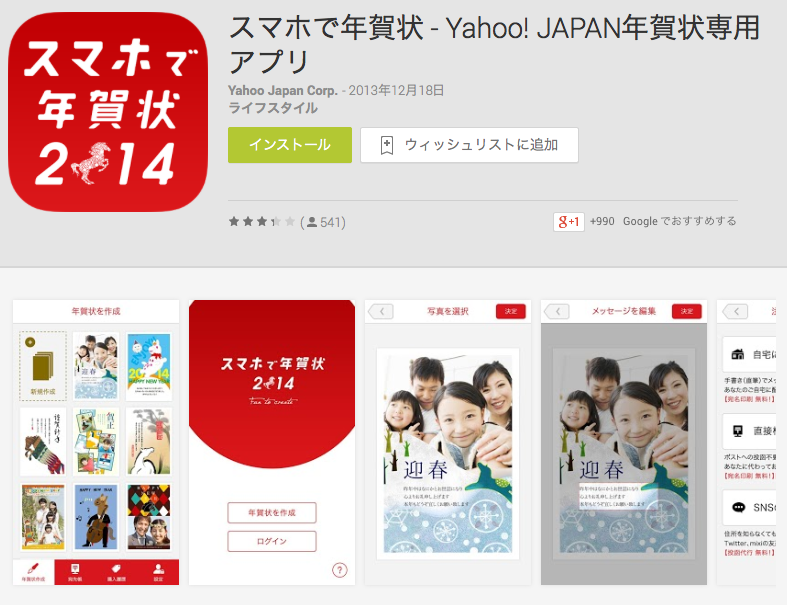 スマホで
年賀状
2014
スマホで年賀状 - Yahoo! JAPAN年賀状専用
アプリ
Yahoo Japan Corp. - 2013年12月18日
ライフスタイル
インストール
ウィッシュリストに追加
(541)
g+1
+990
Google でおすすめする
年賀状を作成
新規作成
迎春
HAPPY NEW YEAR
賀正
年賀状作成
宛名帳
購入履歴
設定
スマホで年賀状
2014
Fun to create
年賀状を作成
ログイン
?
写真を選択
決定
迎春
メッセージを編集
決定
迎春
自宅に
手書き(直筆)でメッ
あなたのご自宅に配
【宛名印刷 無料!】
直接
ポストへの投函不要
あなたに代わってお
【宛名印刷 無料!】
SNS
住所を知らなくても
Twitter、mixiの友
【投函代行 無料!】